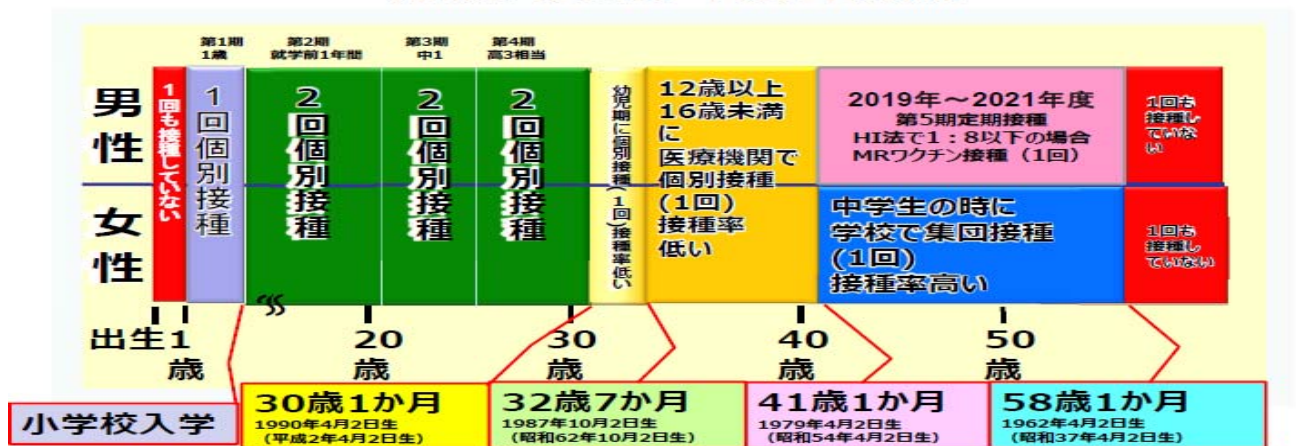 第1期
1歳
第2期
就学前1年間
第3期
中1
第4期
高3相当
男性
女性
1回も接種していない
1回個別接種
2回個別接種
2回個別接種
2回個別接種
幼児期に個別接種(1回)接種率低い
12歳以上
16歳未満
に
医療機関で
個別接種
(1回)
接種率
低い
2019年～2021年度
第5期定期接種
HI法で1：8以下の場合
MRワクチン接種（1回）
中学生の時に
学校で集団接種
(1回)
接種率高い
1回も
接種し
ていな
い
1回も
接種し
ていない
出生
1歳
20歳
30歳
40歳
50歳
小学校入学
30歳1か月
1990年4月2日生
（平成2年4月2日生）
32歳7か月
1987年10月2日生
（昭和62年10月2日生）
41歳1か月
1979年4月2日生
（昭和54年4月2日生）
58歳1か月
1962年4月2日生
（昭和37年4月2日生）